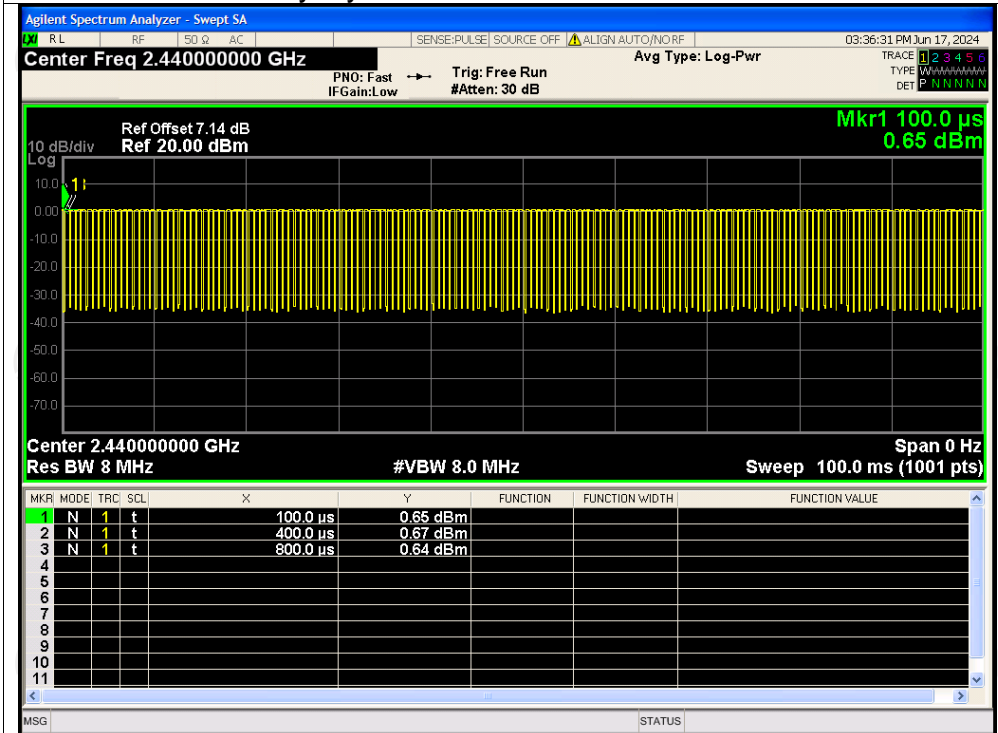 Agilent Spectrum Analyzer - Swept SA
LXI RL RF 50 Ω AC SENSE:PULSE SOURCE OFF ALIGN AUTO/NO RF 03:36:31 PM Jun 17, 2024
Center Freq 2.440000000 GHz Avg Type: Log-Pwr TRACE 1 2 3 4 5 6
PNO: Fast Trig: Free Run TYPE W
IFGain:Low #Atten: 30 dB DET P N N N N N
Mkr1 100.0 µs
Ref Offset 7.14 dB
10 dB/div Ref 20.00 dBm 0.65 dBm
Log
10.0 1
0.00
-10.0
-20.0
-30.0
-40.0
-50.0
-60.0
-70.0
Center 2.440000000 GHz Span 0 Hz
Res BW 8 MHz #VBW 8.0 MHz Sweep 100.0 ms (1001 pts)
MKR MODE TRC SCL X Y FUNCTION FUNCTION WIDTH FUNCTION VALUE
1 N 1 t 100.0 µs 0.65 dBm
2 N 1 t 400.0 µs 0.67 dBm
3 N 1 t 800.0 µs 0.64 dBm
4
5
6
7
8
9
10
11
MSG STATUS